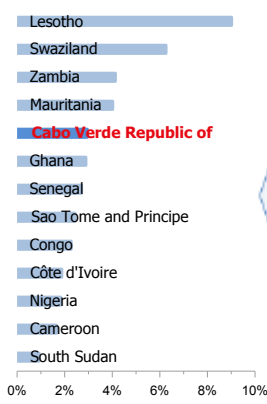 Lesotho
Swaziland
Zambia
Mauritania
Cabo Verde Republic of
Ghana
Senegal
Sao Tome and Principe
Congo
Côte d'Ivoire
Nigeria
Cameroon
South Sudan
0% 2% 4% 6% 8% 10%